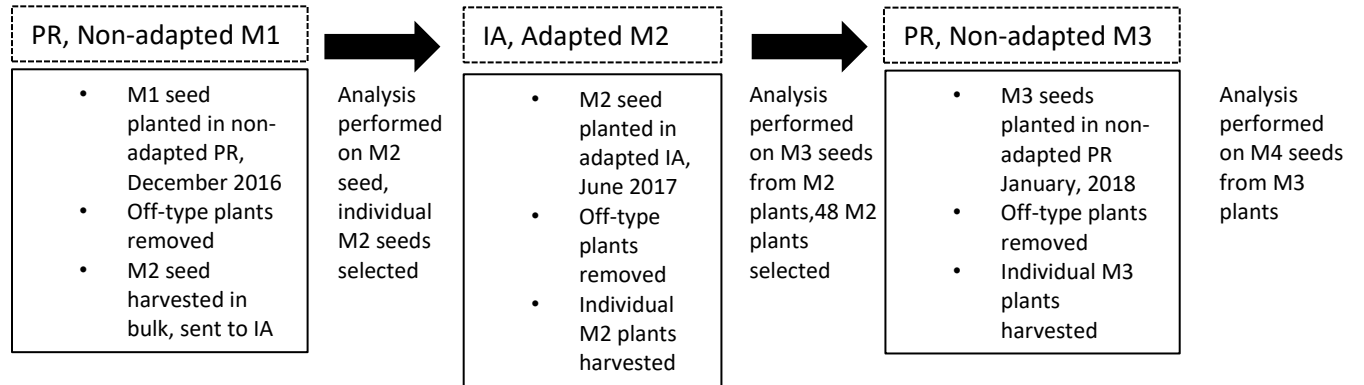 PR, Non-adapted M1
• M1 seed
planted in non-
adapted PR,
December 2016
• Off-type plants
removed
• M2 seed
harvested in
bulk, sent to IA
Analysis
performed
on M2
seed,
individual
M2 seeds
selected
IA, Adapted M2
• M2 seed
planted in
adapted IA,
June 2017
• Off-type
plants
removed
• Individual
M2 plants
harvested
Analysis
performed
on M3 seeds
from M2
plants,48 M2
plants
selected
PR, Non-adapted M3
• M3 seeds
planted in non-
adapted PR
January, 2018
• Off-type plants
removed
• Individual M3
plants
harvested
Analysis
performed
on M4 seeds
from M3
plants